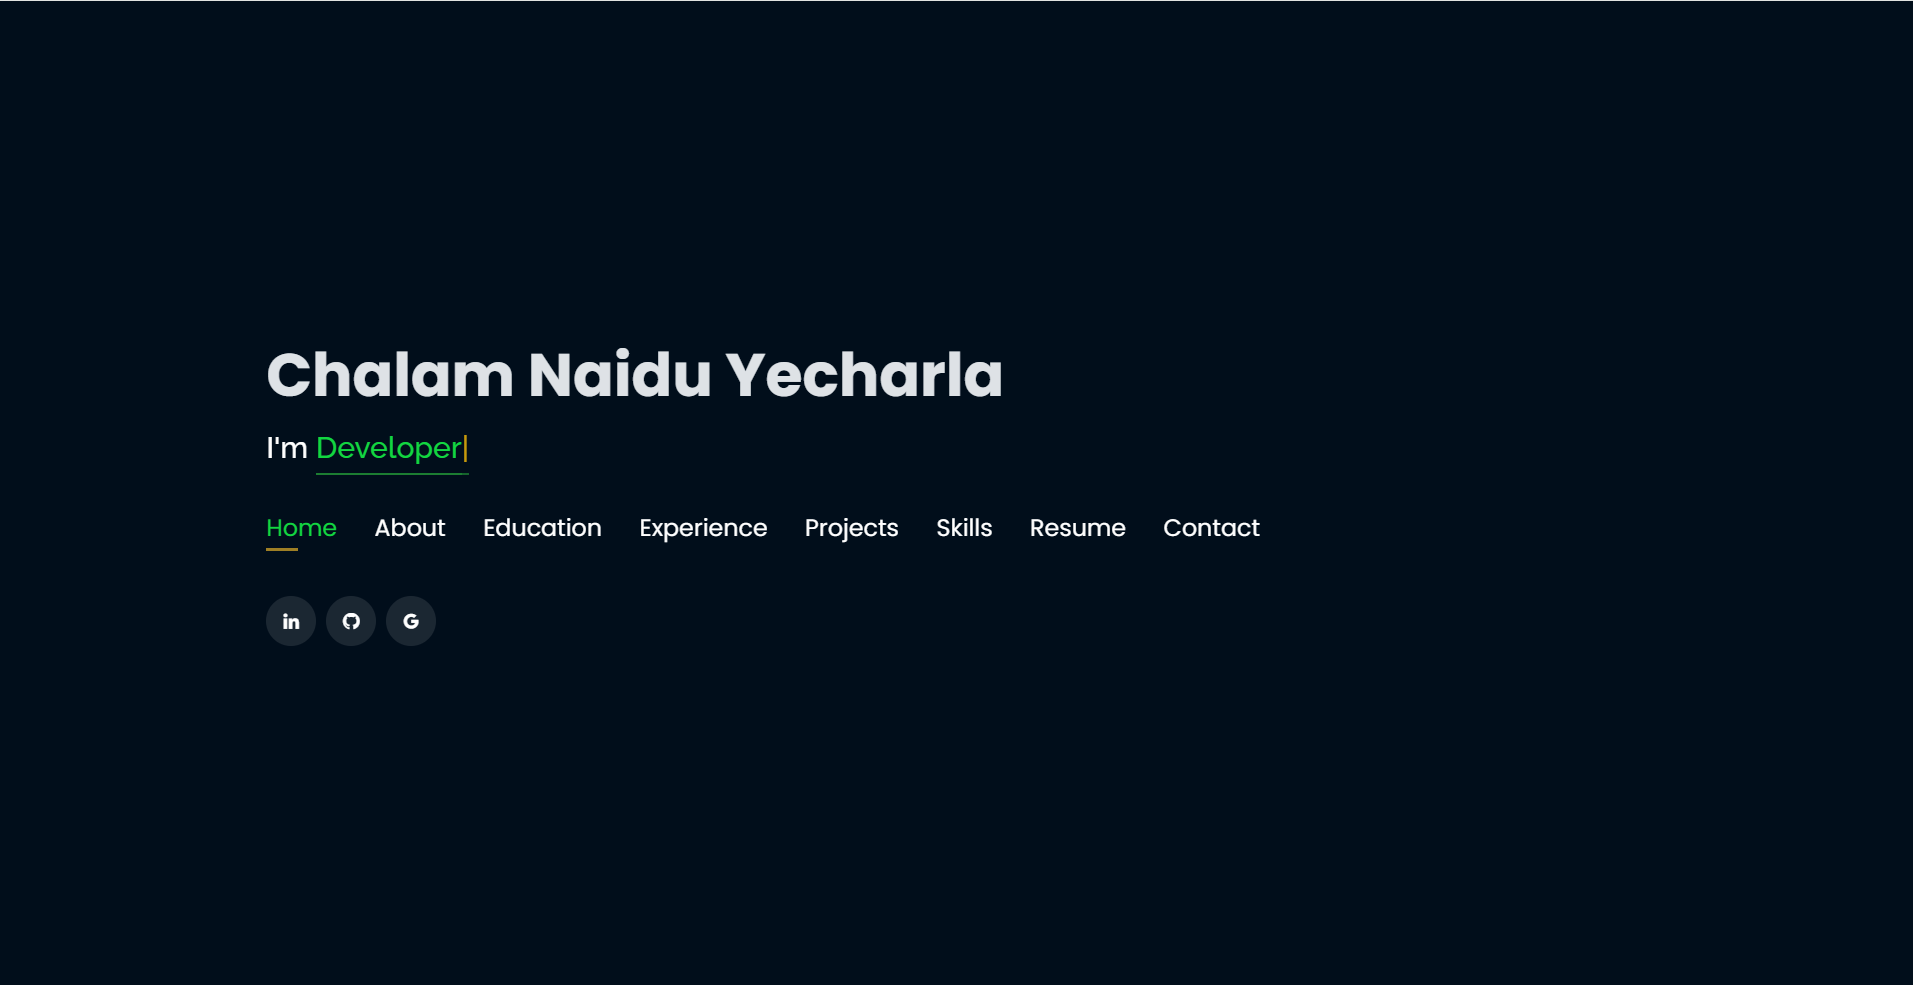 Chalam Naidu Yecharla
I'm Developer|
Home About Education Experience Projects Skills Resume Contact
in G